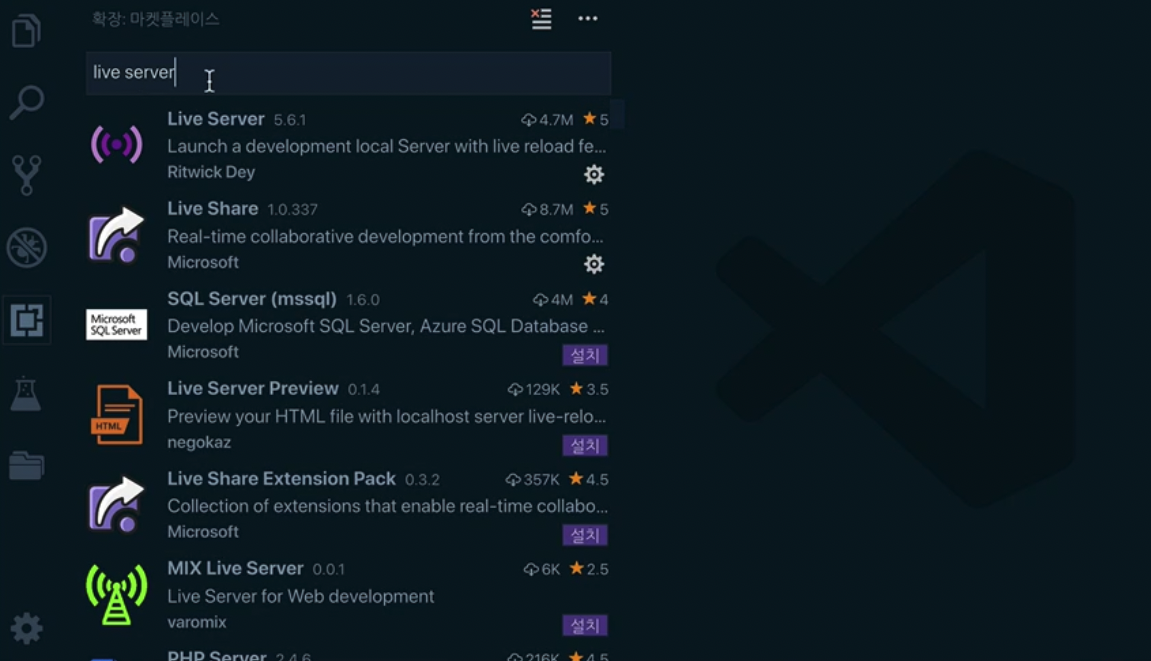 확장: 마켓플레이스
live server
Live Server 5.6.1 4.7M ★5
Launch a development local Server with live reload fe...
Ritwick Dey
Live Share 1.0.337 8.7M ★5
Real-time collaborative development from the comfo...
Microsoft
Microsoft
SQL Server
SQL Server (mssql) 1.6.0 4M ★4
Develop Microsoft SQL Server, Azure SQL Database ...
Microsoft 설치
HTML
Live Server Preview 0.1.4 129K ★3.5
Preview your HTML file with localhost server live-relo...
negokaz 설치
Live Share Extension Pack 0.3.2 357K ★4.5
Collection of extensions that enable real-time collabo...
Microsoft 설치
MIX Live Server 0.0.1 6K ★2.5
Live Server for Web development
varomix 설치
PHP Server 2.4.6 216K ★4.5